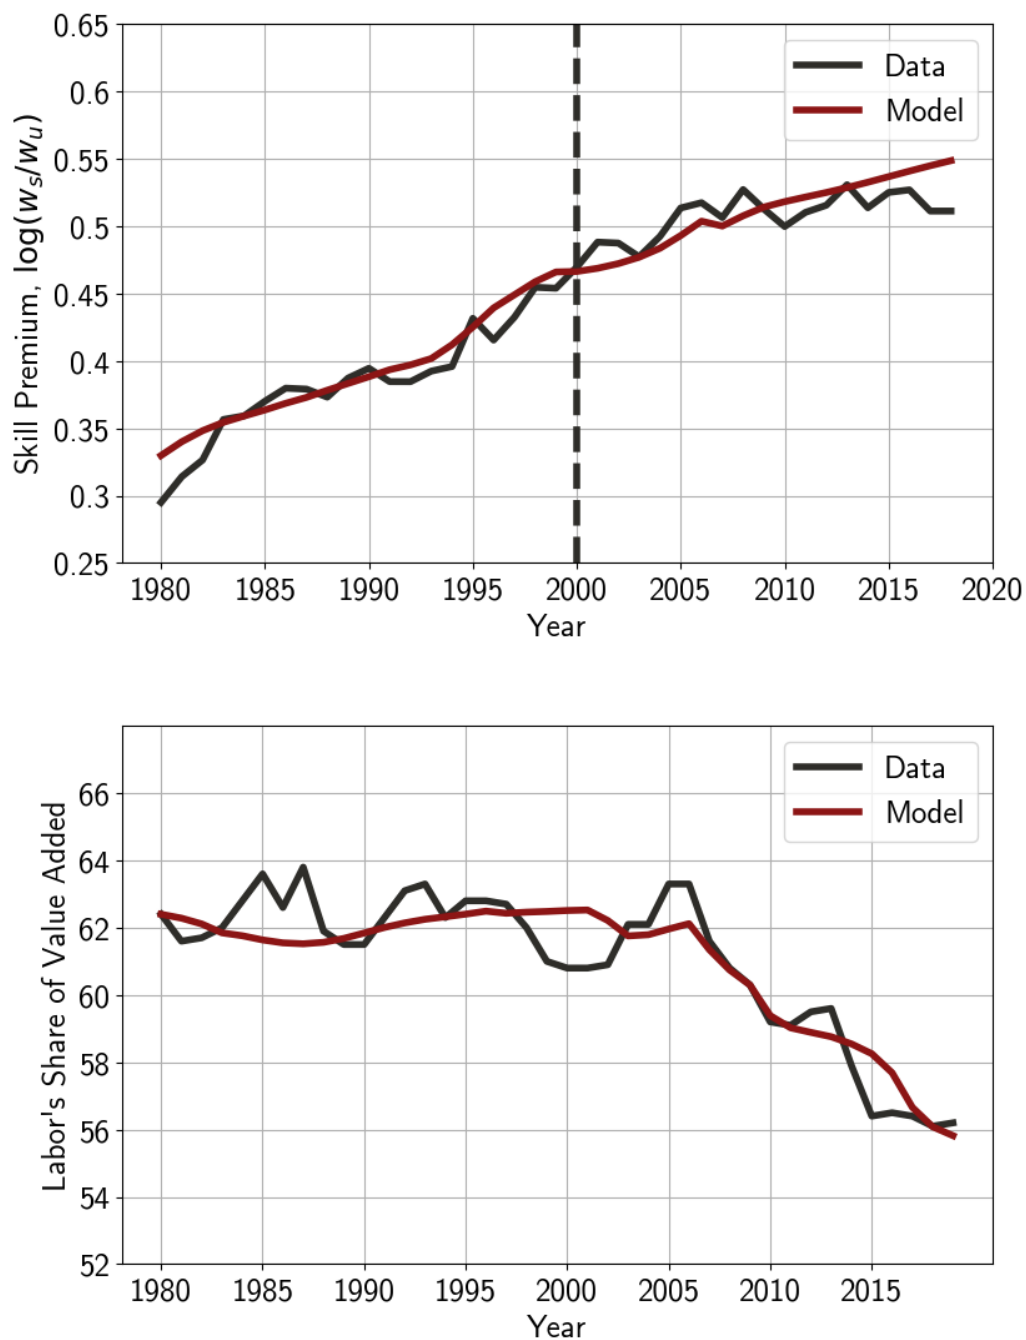 0.65
0.6
0.55
0.5
0.45
0.4
0.35
0.3
0.25
Skill Premium, log(w_s/w_u)
Data
Model
1980 1985 1990 1995 2000 2005 2010 2015 2020
Year
66
64
62
60
58
56
54
52
Labor's Share of Value Added
Data
Model
1980 1985 1990 1995 2000 2005 2010 2015
Year